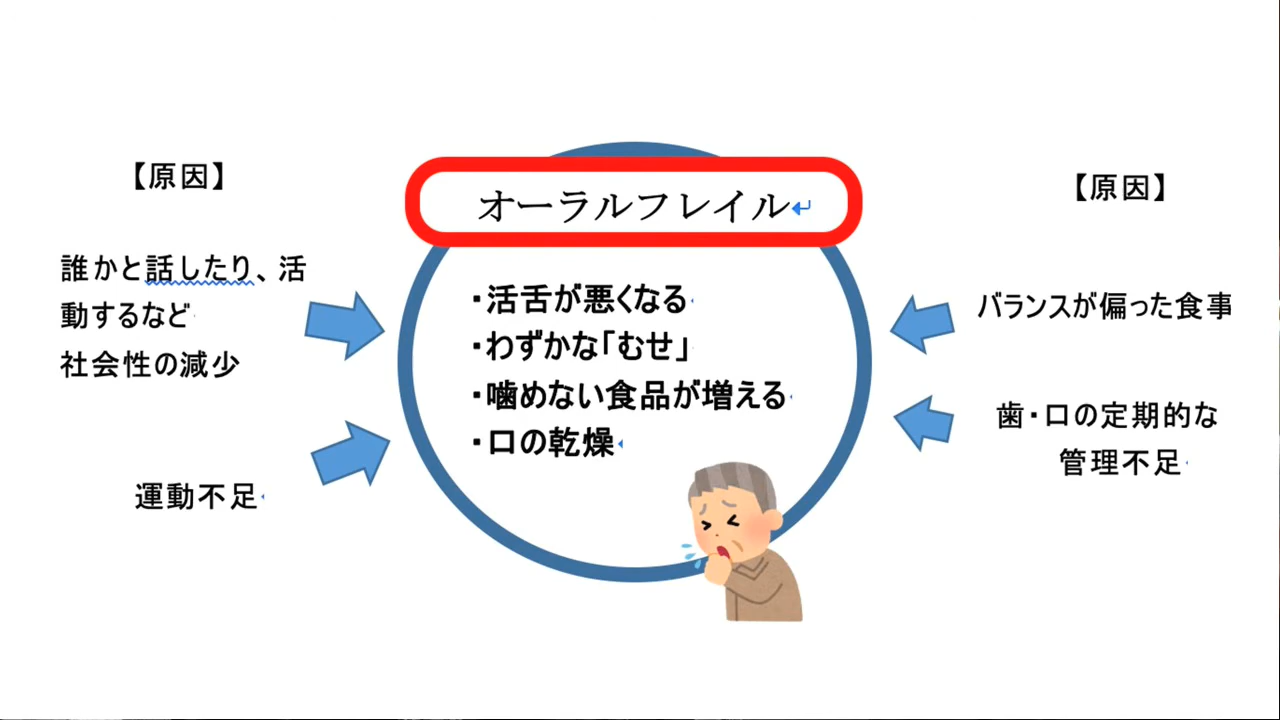 【原因】
誰かと話したり、活
動するなど
社会性の減少
運動不足
オーラルフレイル↵
・活舌が悪くなる
・わずかな「むせ」
・噛めない食品が増える
・口の乾燥
【原因】
バランスが偏った食事
歯・口の定期的な
管理不足